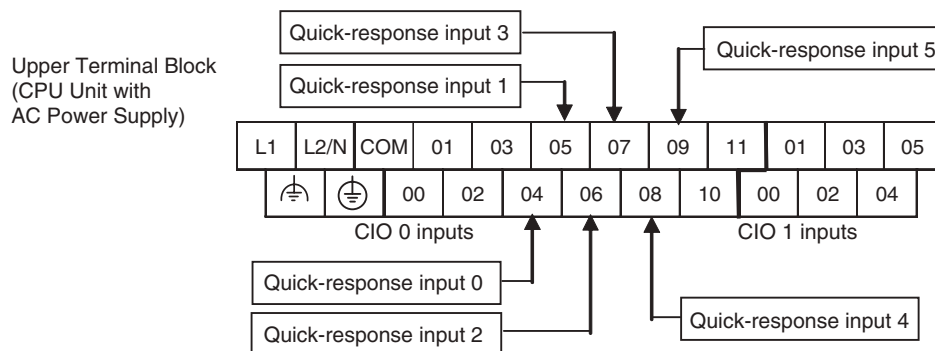 Quick-response input 3
Quick-response input 5
Upper Terminal Block
(CPU Unit with
AC Power Supply)
Quick-response input 1
L1 L2/N COM 01 03 05 07 09 11 01 03 05
00 02 04 06 08 10 00 02 04
CIO 0 inputs CIO 1 inputs
Quick-response input 0
Quick-response input 2
Quick-response input 4